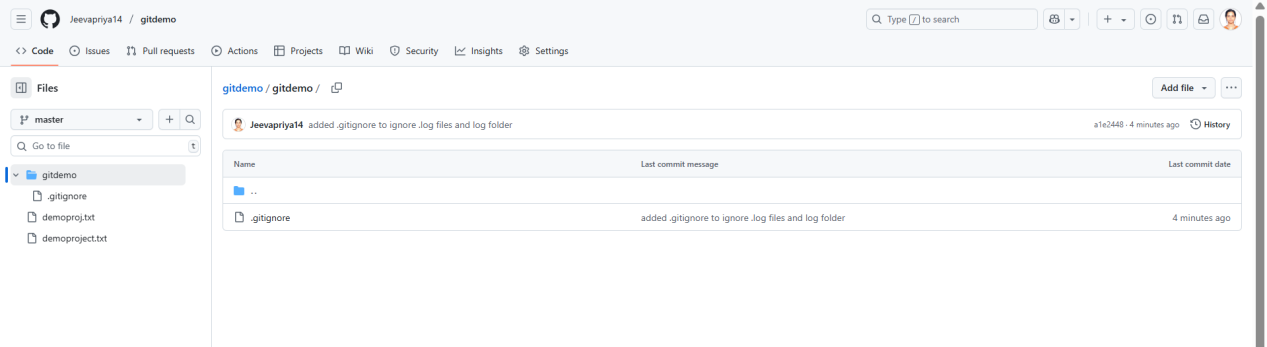 Jeevapriya14 / gitdemo
Type / to search
Code Issues Pull requests Actions Projects Wiki Security Insights Settings
Files
master
Go to file t
gitdemo
.gitignore
demoproj.txt
demoproject.txt
gitdemo / gitdemo /
Add file
Jeevapriya14 added .gitignore to ignore .log files and log folder a1e2448 · 4 minutes ago History
Name Last commit message Last commit date
..
.gitignore added .gitignore to ignore .log files and log folder 4 minutes ago